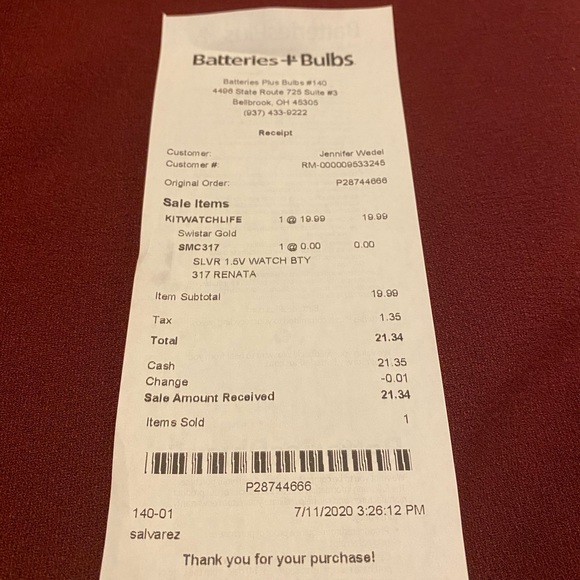 Batteries + Bulbs
Batteries Plus Bulbs #140
4496 State Route 725 Suite #3
Bellbrook, OH 45305
(937) 433-9222
Receipt
Customer: Jennifer Wedel
Customer #: RM-000009533245
Original Order: P28744666
Sale Items
KITWATCHLIFE 1 @ 19.99 19.99
Swistar Gold
SMC317 1 @ 0.00 0.00
SLVR 1.5V WATCH BTY
317 RENATA
Item Subtotal 19.99
Tax 1.35
Total 21.34
Cash 21.35
Change -0.01
Sale Amount Received 21.34
Items Sold 1
P28744666
140-01 7/11/2020 3:26:12 PM
salvarez
Thank you for your purchase!